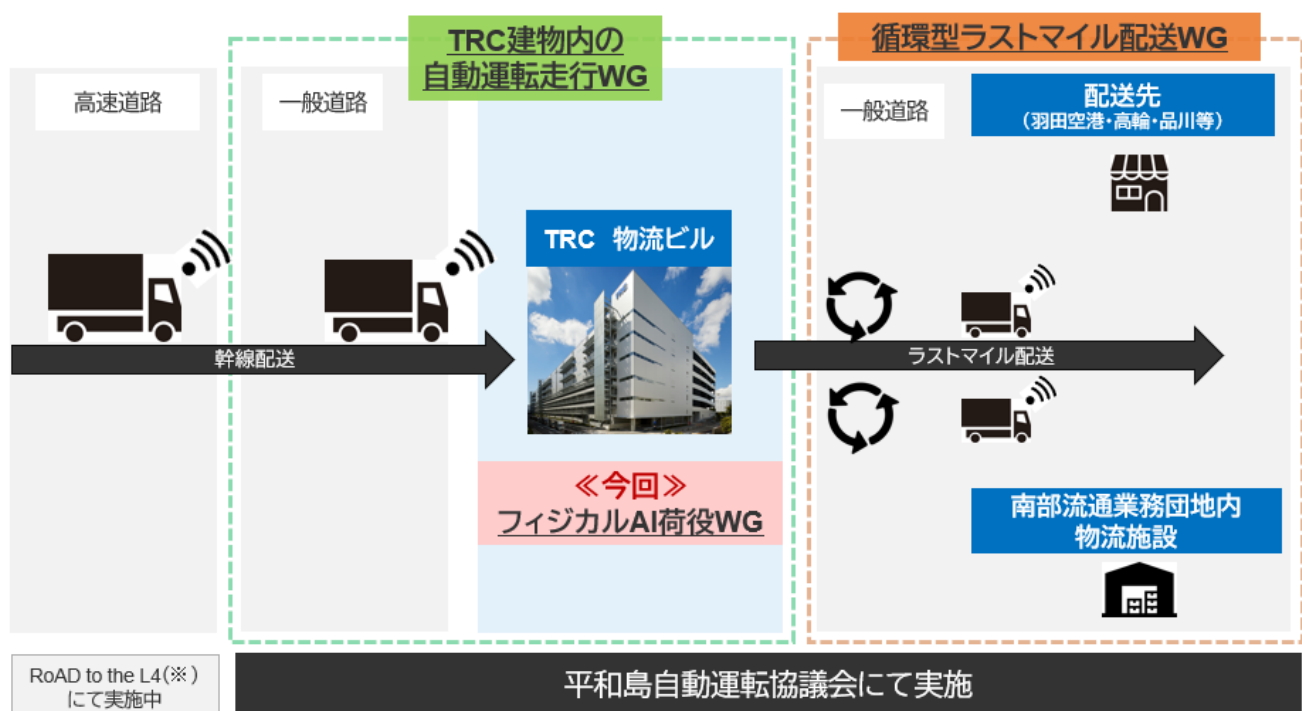 TRC建物内の
自動運転走行WG
循環型ラストマイル配送WG
高速道路
一般道路
一般道路
配送先
(羽田空港・高輪・品川等)
TRC 物流ビル
幹線配送
ラストマイル配送
≪今回≫
フィジカルAI荷役WG
南部流通業務団地内
物流施設
RoAD to the L4(※)
にて実施中
平和島自動運転協議会にて実施